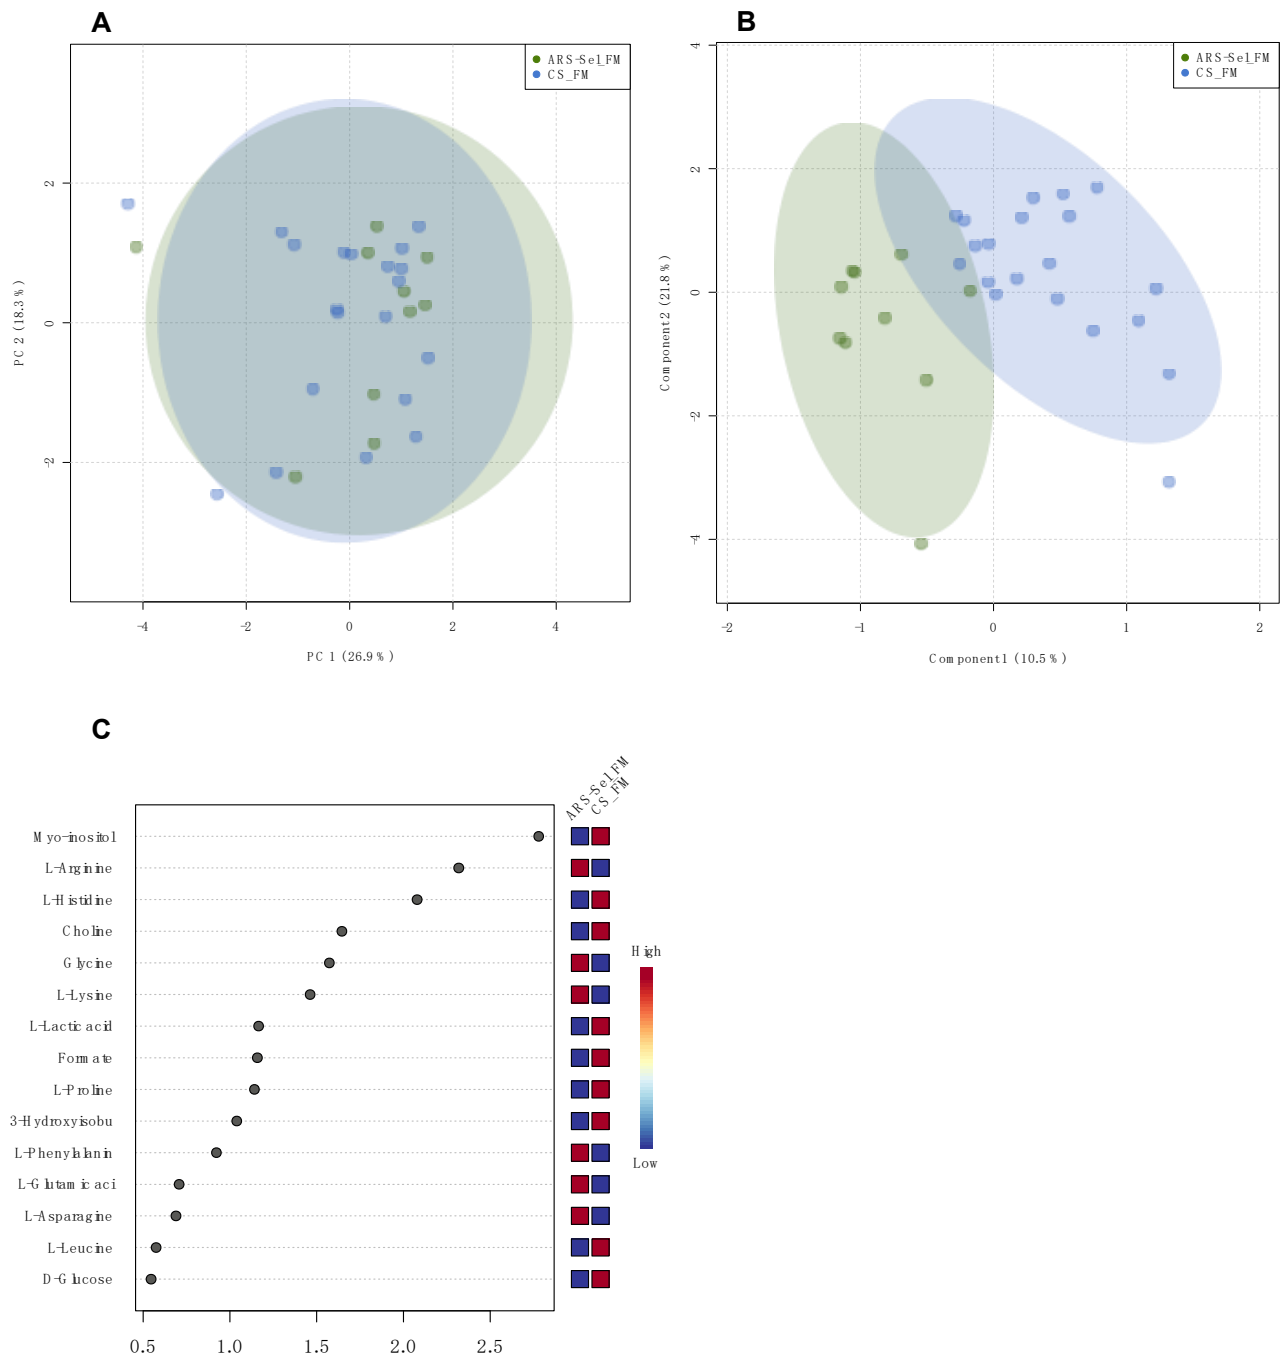 A
ARS-Sel_FM
CS_FM
2
0
-2
PC 2 (18.3 %)
-4
-2
0
2
4
PC 1 (26.9 %)
B
ARS-Sel_FM
CS_FM
4
2
0
-2
-4
Component 2 (21.8 %)
-2
-1
0
1
2
Component 1 (10.5 %)
C
ARS-Sel_FM
CS_FM
Myo-inositol
L-Arginine
L-Histidine
Choline
Glycine
L-Lysine
L-Lactic acid
Formate
L-Proline
3-Hydroxyisobu
L-Phenylalanin
L-Glutamic aci
L-Asparagine
L-Leucine
D-Glucose
High
Low
0.5
1.0
1.5
2.0
2.5